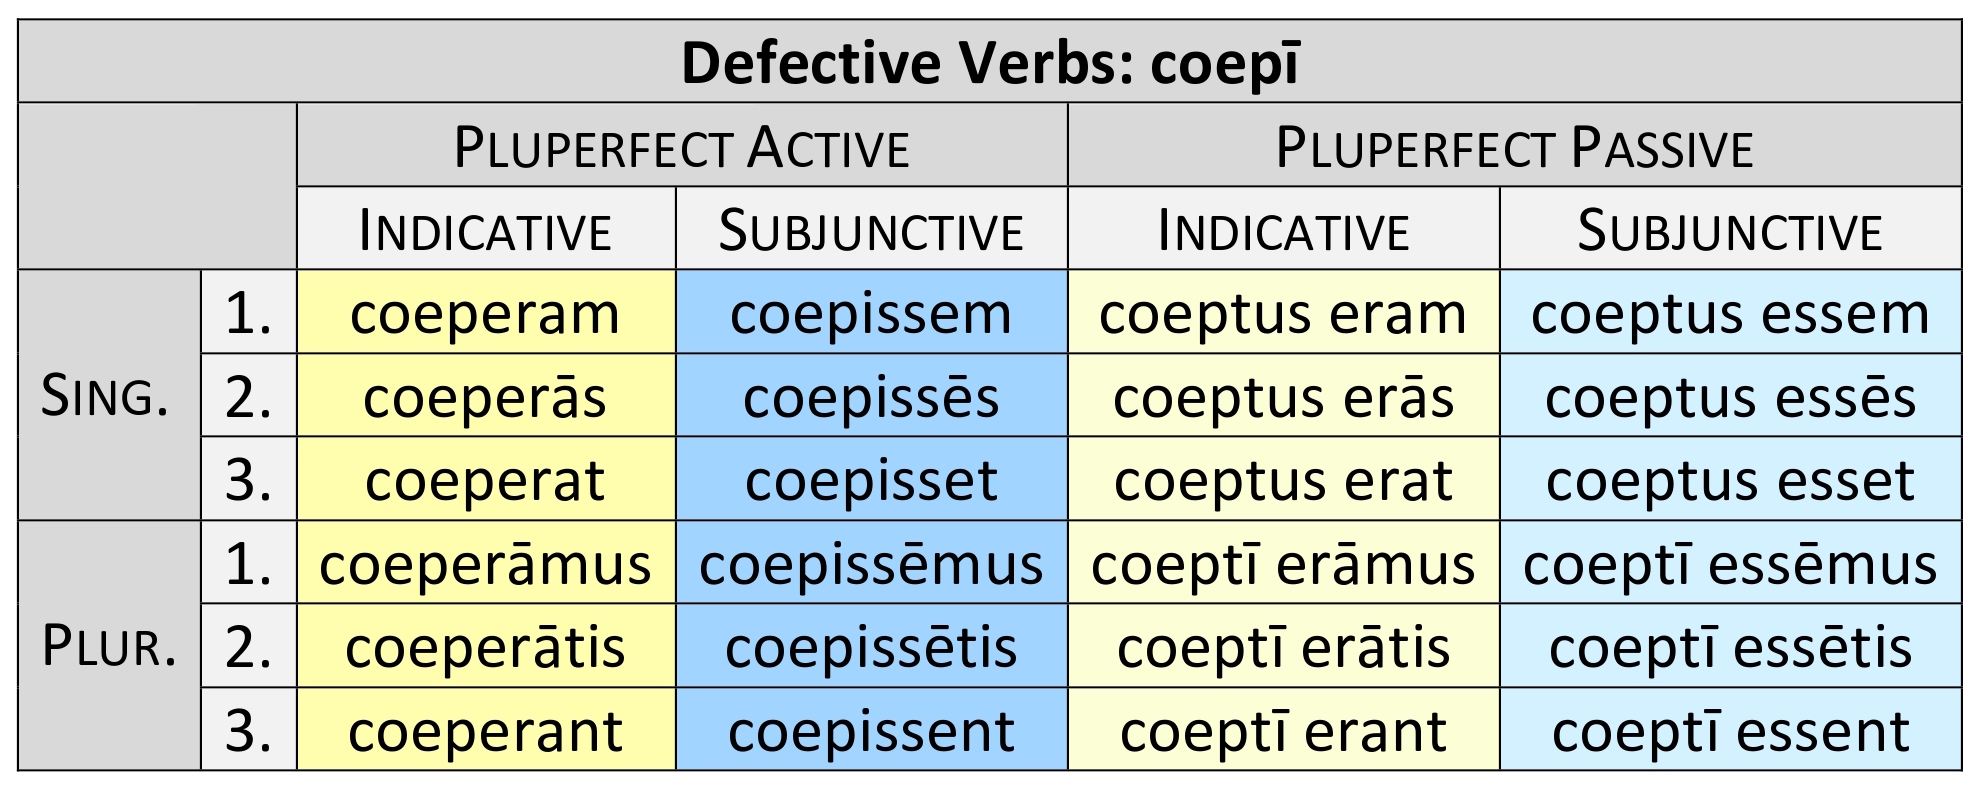 Defective Verbs: coepī
PLUPERFECT ACTIVE PLUPERFECT PASSIVE
INDICATIVE SUBJUNCTIVE INDICATIVE SUBJUNCTIVE
SING. 1. coeperam coepissem coeptus eram coeptus essem
2. coeperās coepissēs coeptus erās coeptus essēs
3. coeperat coepisset coeptus erat coeptus esset
PLUR. 1. coeperāmus coepissēmus coeptī erāmus coeptī essēmus
2. coeperātis coepissētis coeptī erātis coeptī essētis
3. coeperant coepissent coeptī erant coeptī essent